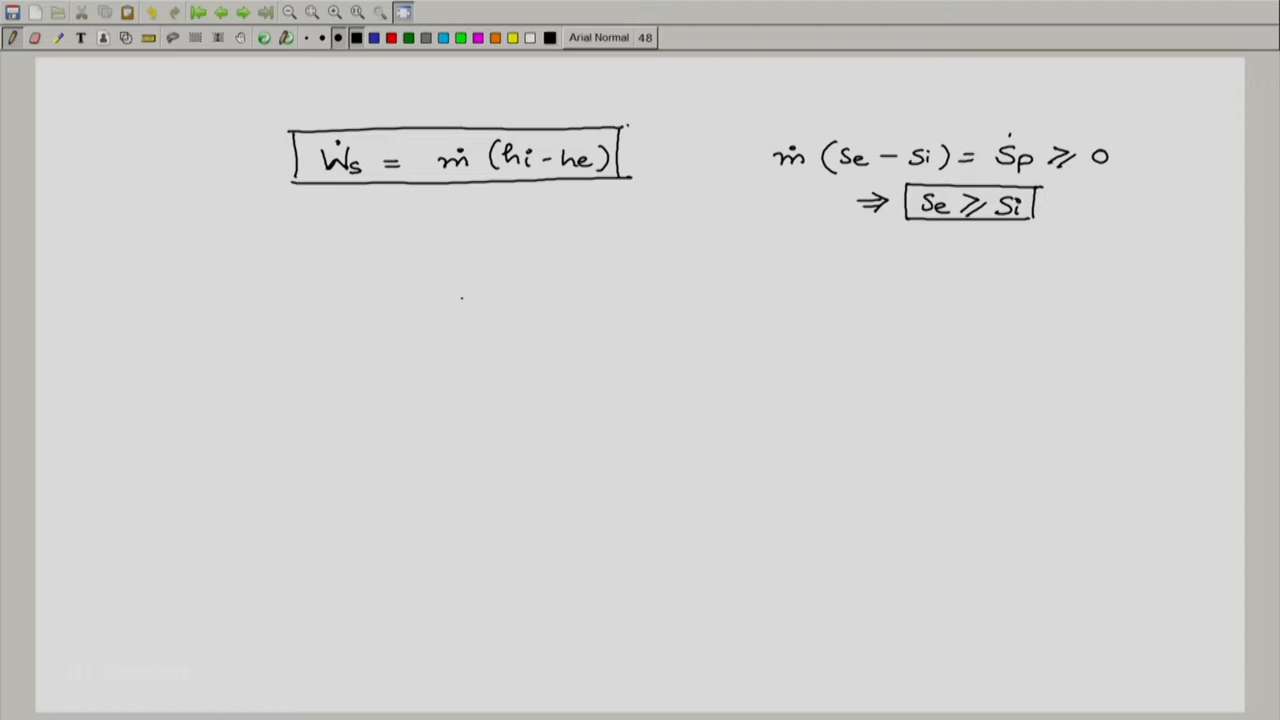 Arial Normal 48
Ẇs = ṁ (hi - he)
ṁ (se - si) = Ṡp ⩾ 0
⇒ se ⩾ si